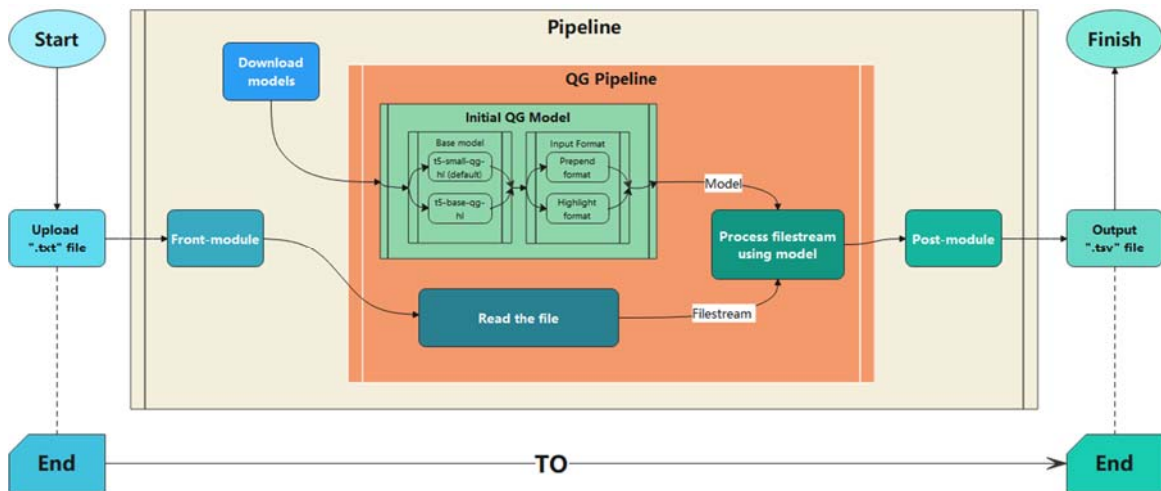 Start
Pipeline
Finish
Download
models
QG Pipeline
Initial QG Model
Base model
Input Format
t5-small-qg-
hl (default)
Prepend
format
t5-base-qg-
hl
Highlight
format
Model
Upload
".txt" file
Front-module
Process filestream
using model
Post-module
Output
".tsv" file
Read the file
Filestream
End
TO
End